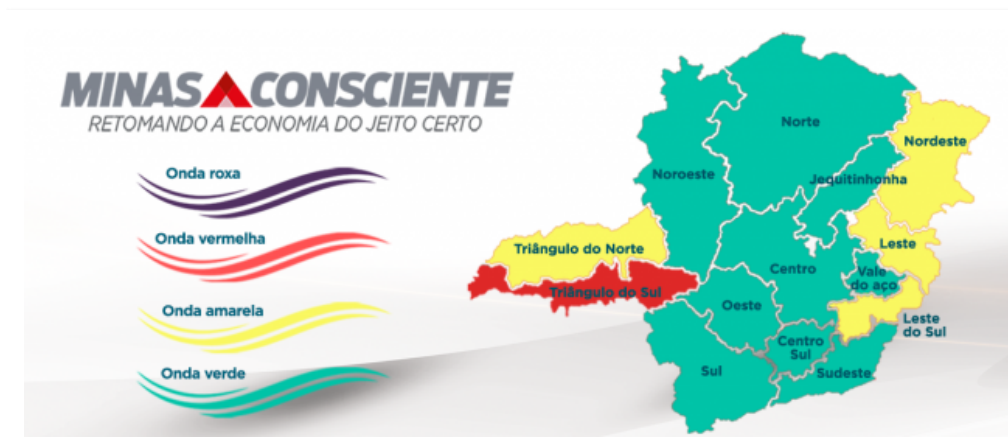 MINAS CONSCIENTE
RETOMANDO A ECONOMIA DO JEITO CERTO
Onda roxa
Onda vermelha
Onda amarela
Onda verde
Norte
Nordeste
Noroeste
Jequitinhonha
Triângulo do Norte
Leste
Centro
Vale
do aço
Triângulo do Sul
Oeste
Leste
do Sul
Centro
Sul
Sul
Sudeste